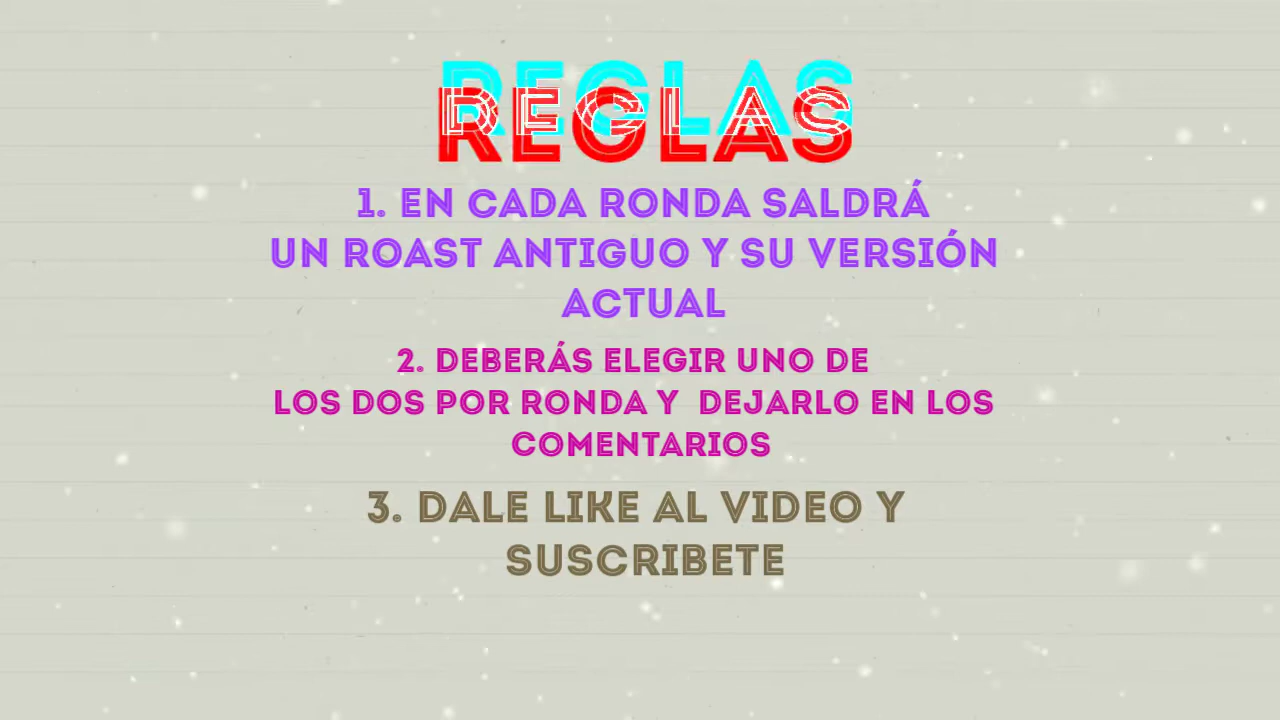 REGLAS
1. EN CADA RONDA SALDRÁ
UN ROAST ANTIGUO Y SU VERSIÓN
ACTUAL
2. DEBERÁS ELEGIR UNO DE
LOS DOS POR RONDA Y DEJARLO EN LOS
COMENTARIOS
3. DALE LIKE AL VIDEO Y
SUSCRIBETE